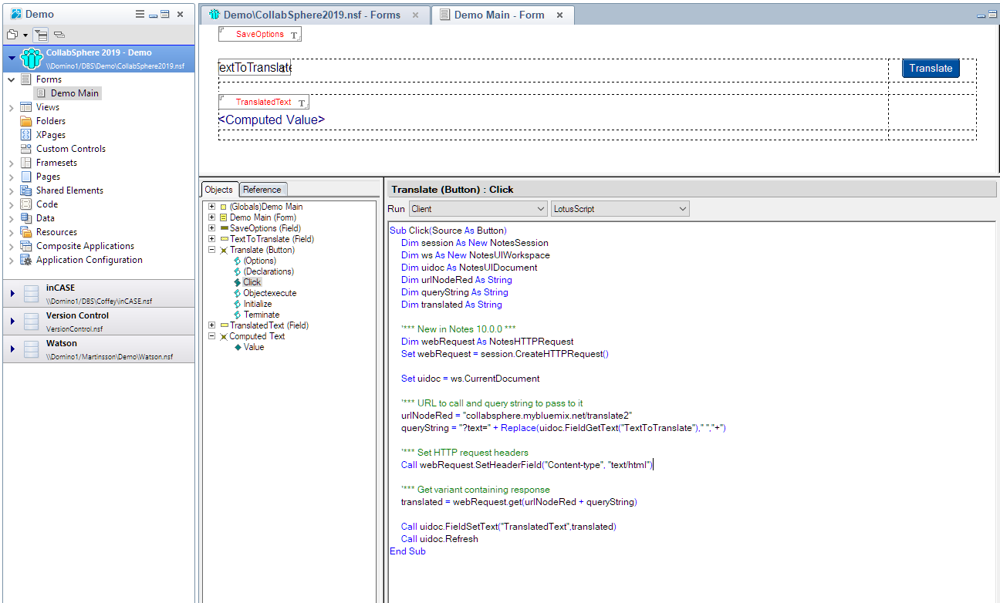 Demo
CollabSphere 2019 - Demo
\\Domino1/DBS\Demo\CollabSphere2019.nsf
Forms
Demo Main
Views
Folders
XPages
Custom Controls
Framesets
Pages
Shared Elements
Code
Data
Resources
Composite Applications
Application Configuration
inCASE
\\Domino1/DBS\Coffey\inCASE.nsf
Version Control
VersionControl.nsf
Watson
\\Domino1/Martinsson\Demo\Watson.nsf
Demo\CollabSphere2019.nsf - Forms
Demo Main - Form
SaveOptions T
TextToTranslate
Translate
TranslatedText T
<Computed Value>
Objects Reference
(Globals)Demo Main
Demo Main (Form)
SaveOptions (Field)
TextToTranslate (Field)
Translate (Button)
(Options)
(Declarations)
Click
Objectexecute
Initialize
Terminate
TranslatedText (Field)
Computed Text
Value
Translate (Button) : Click
Run Client LotusScript
Sub Click(Source As Button)
Dim session As New NotesSession
Dim ws As New NotesUIWorkspace
Dim uidoc As NotesUIDocument
Dim urlNodeRed As String
Dim queryString As String
Dim translated As String
'*** New in Notes 10.0.0 ***
Dim webRequest As NotesHTTPRequest
Set webRequest = session.CreateHTTPRequest()
Set uidoc = ws.CurrentDocument
'*** URL to call and query string to pass to it
urlNodeRed = "collabsphere.mybluemix.net/translate2"
queryString = "?text=" + Replace(uidoc.FieldGetText("TextToTranslate")," ","+")
'*** Set HTTP request headers
Call webRequest.SetHeaderField("Content-type", "text/html")
'*** Get variant containing response
translated = webRequest.get(urlNodeRed + queryString)
Call uidoc.FieldSetText("TranslatedText",translated)
Call uidoc.Refresh
End Sub